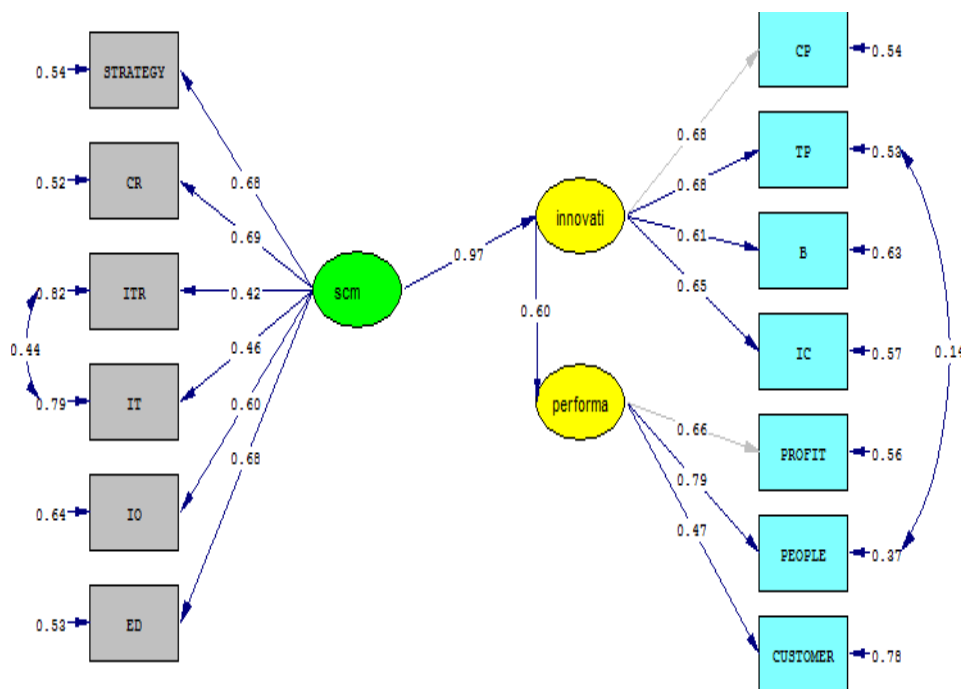 0.54 STRATEGY
0.52 CR
0.82 ITR
0.44
0.79 IT
0.64 IO
0.53 ED
0.68
0.69
0.42
0.46
0.60
0.68
scm
0.97
innovati
0.60
performa
0.68
0.68
0.61
0.65
0.66
0.79
0.47
CP 0.54
TP 0.53
B 0.63
IC 0.57
0.14
PROFIT 0.56
PEOPLE 0.37
CUSTOMER 0.78